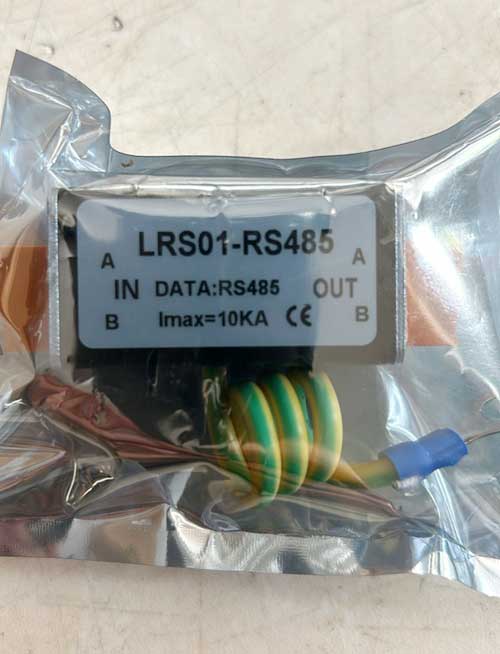 LRS01-RS485
A A
IN DATA:RS485 OUT
B Imax=10KA CE B